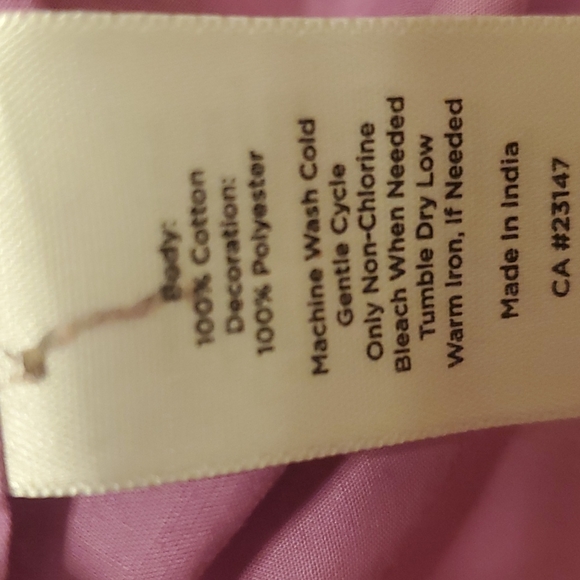 Body:
100% Cotton
Decoration:
100% Polyester
Machine Wash Cold
Gentle Cycle
Only Non-Chlorine
Bleach When Needed
Tumble Dry Low
Warm Iron, If Needed
Made In India
CA #23147